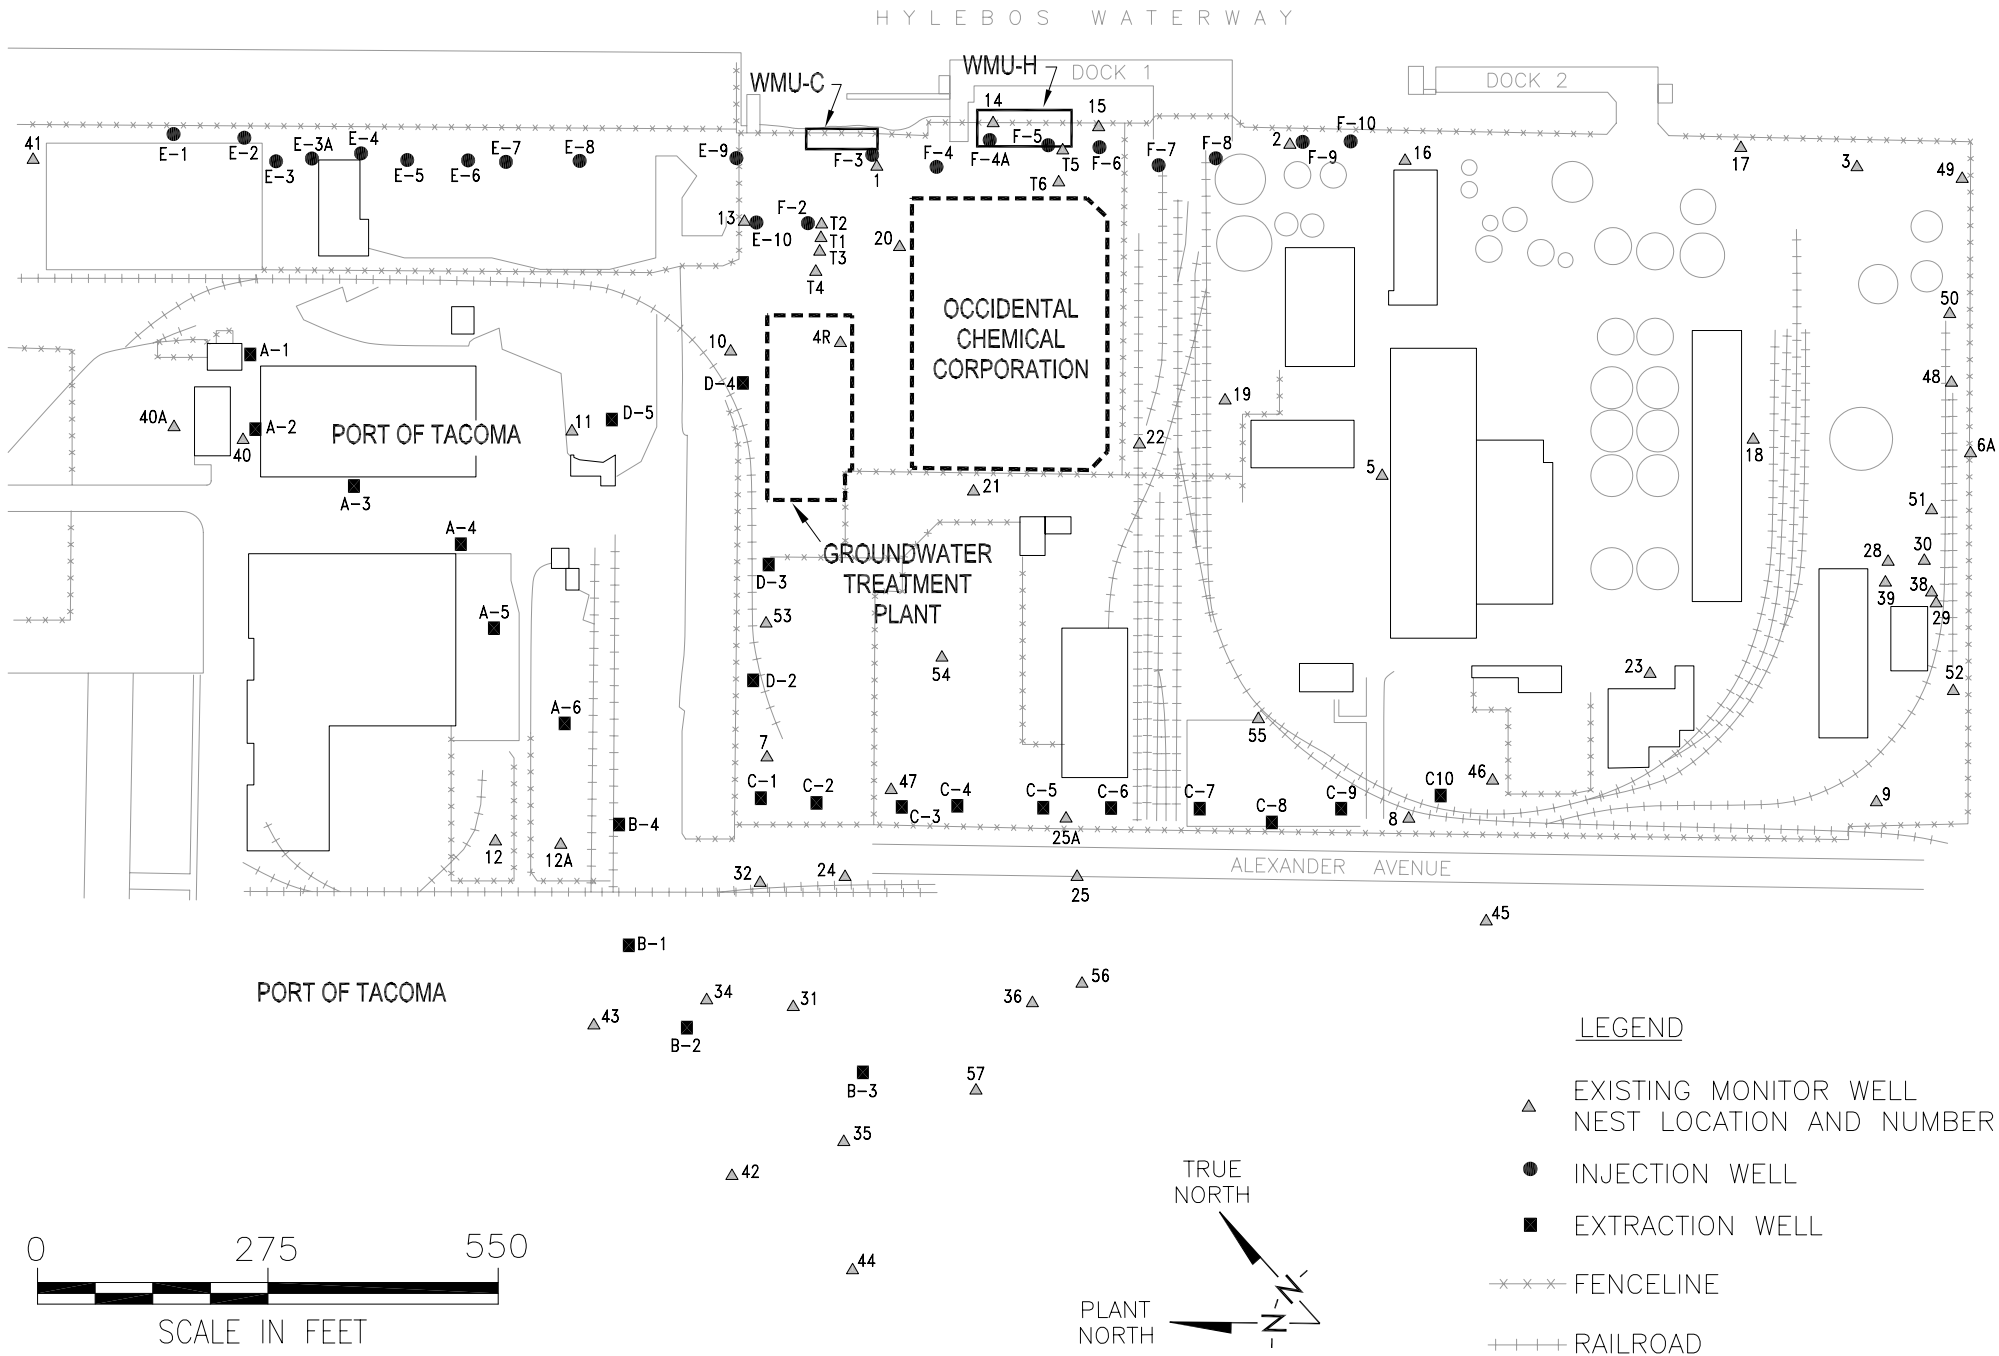 HYLEBOS WATERWAY
WMU-C
WMU-H
DOCK 1
DOCK 2
14
15
41
E-1
E-2
E-3
E-3A
E-4
E-5
E-6
E-7
E-8
E-9
F-3
1
F-4
F-4A
F-5
T5
T6
F-6
F-7
F-8
2
F-9
F-10
16
17
3
49
13
E-10
F-2
T2
T1
T3
T4
20
OCCIDENTAL
CHEMICAL
CORPORATION
10
4R
D-4
A-1
40A
A-2
40
PORT OF TACOMA
11
D-5
A-3
A-4
19
22
5
18
50
48
6A
21
51
GROUNDWATER
TREATMENT
PLANT
D-3
53
A-5
54
D-2
A-6
28
30
39
38
29
23
52
55
7
C-1
C-2
47
C-3
C-4
C-5
C-6
C-7
C-8
C-9
C10
46
8
9
25A
B-4
12
12A
32
24
25
ALEXANDER AVENUE
45
B-1
PORT OF TACOMA
34
31
43
B-2
36
56
B-3
57
35
42
44
LEGEND
EXISTING MONITOR WELL
NEST LOCATION AND NUMBER
INJECTION WELL
EXTRACTION WELL
FENCELINE
RAILROAD
TRUE
NORTH
PLANT
NORTH
N
N
0 275 550
SCALE IN FEET